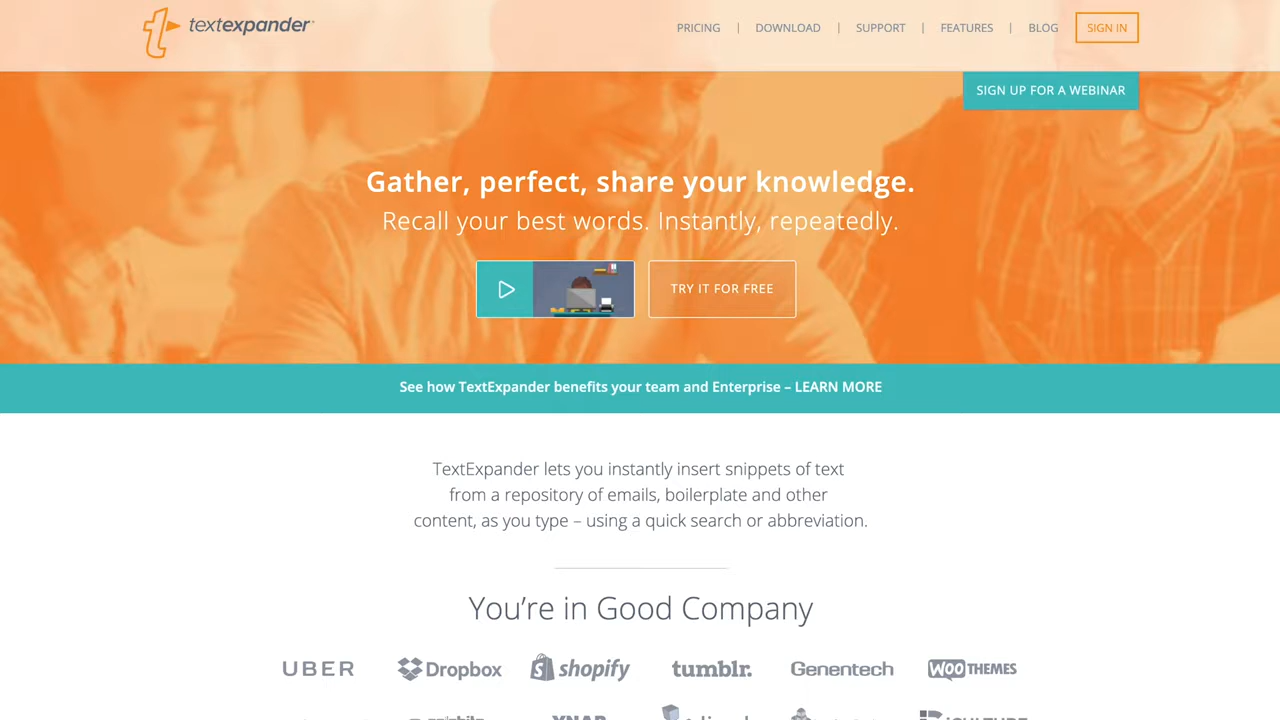 textexpander
PRICING | DOWNLOAD | SUPPORT | FEATURES | BLOG SIGN IN
SIGN UP FOR A WEBINAR
Gather, perfect, share your knowledge.
Recall your best words. Instantly, repeatedly.
TRY IT FOR FREE
See how TextExpander benefits your team and Enterprise – LEARN MORE
TextExpander lets you instantly insert snippets of text
from a repository of emails, boilerplate and other
content, as you type – using a quick search or abbreviation.
You're in Good Company
UBER Dropbox shopify tumblr. Genentech WOOTHEMES